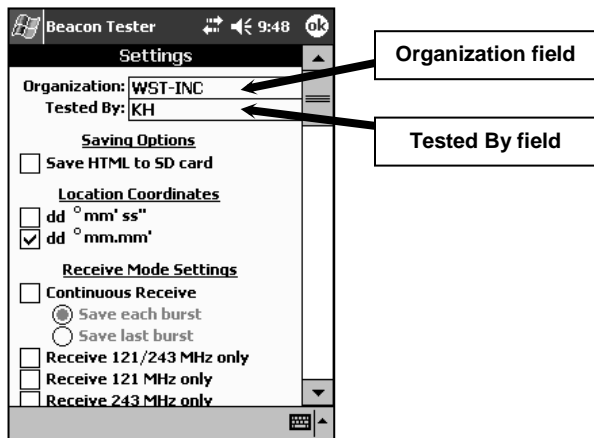 Beacon Tester 9:48 ok
Settings
Organization: WST-INC
Tested By: KH
Saving Options
Save HTML to SD card
Location Coordinates
dd ° mm' ss"
dd ° mm.mm'
Receive Mode Settings
Continuous Receive
Save each burst
Save last burst
Receive 121/243 MHz only
Receive 121 MHz only
Receive 243 MHz only
Organization field
Tested By field